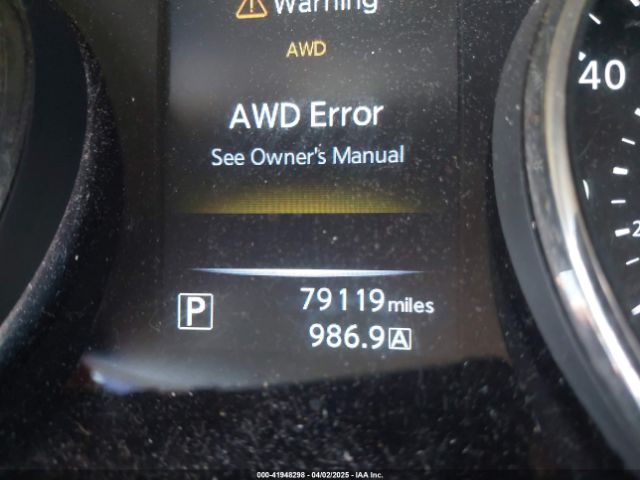 Warning
AWD
AWD Error
See Owner's Manual
40
2
P
79119 miles
986.9 A
000-41948298 - 04/02/2025 - IAA Inc.